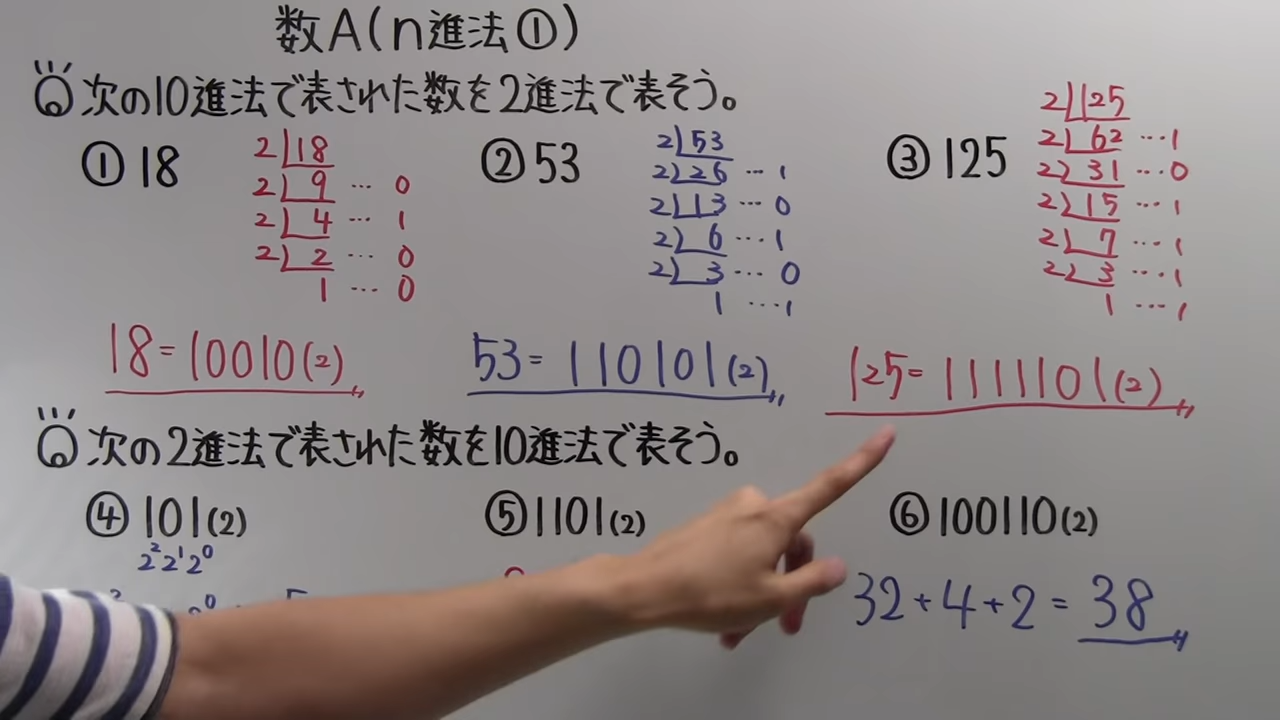 数A(n進法①)
Q次の10進法で表された数を2進法で表そう。
① 18
2)18
2)9 … 0
2)4 … 1
2)2 … 0
1 … 0
18=10010(2)
② 53
2)53
2)26 … 1
2)13 … 0
2)6 … 1
2)3 … 0
1 … 1
53=110101(2)
③ 125
2)125
2)62 … 1
2)31 … 0
2)15 … 1
2)7 … 1
2)3 … 1
1 … 1
125=1111101(2)
Q次の2進法で表された数を10進法で表そう。
④ 101(2)
2² 2¹ 2⁰
⑤ 1101(2)
⑥ 100110(2)
32+4+2=38